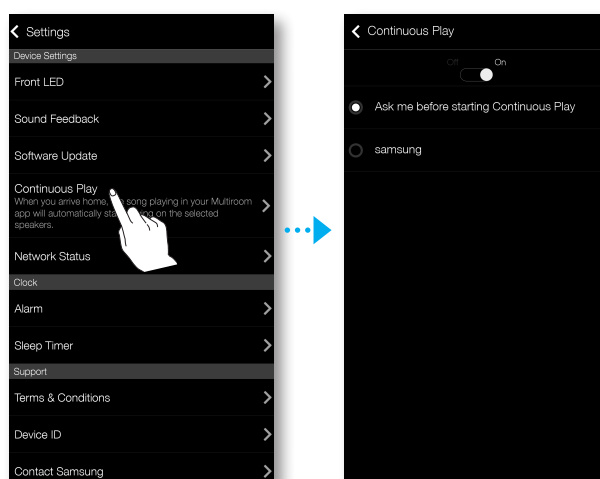 Settings
Device Settings
Front LED
Sound Feedback
Software Update
Continuous Play
When you arrive home, song playing in your Multiroom
app will automatically on the selected
speakers.
Network Status
Clock
Alarm
Sleep Timer
Support
Terms & Conditions
Device ID
Contact Samsung
Continuous Play
Off On
Ask me before starting Continuous Play
samsung